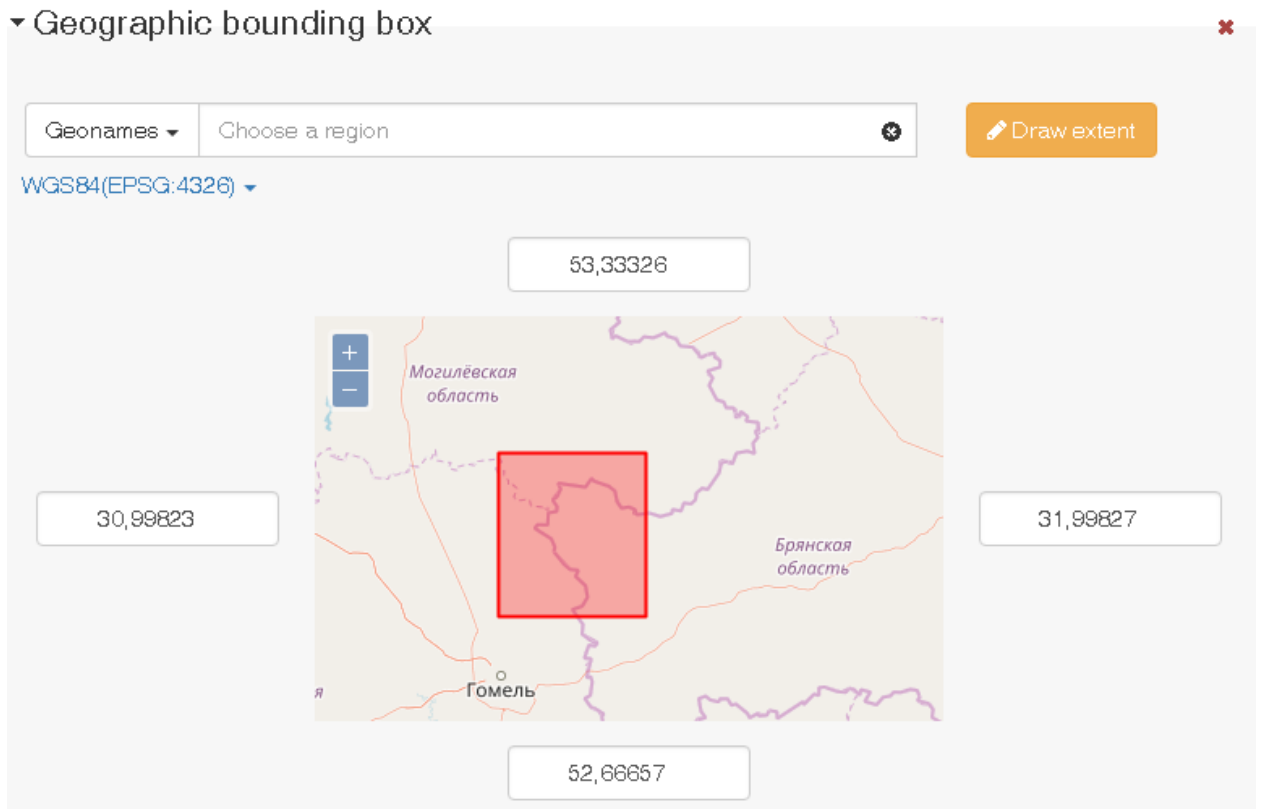 Geographic bounding box
Geonames Choose a region Draw extent
WGS84(EPSG:4326)
53,33326
+
−
Могилёвская
область
30,99823
31,99827
Брянская
область
я
Гомель
52,66657